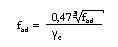 f_ad = 0,47 ∛f_ad / γ_c